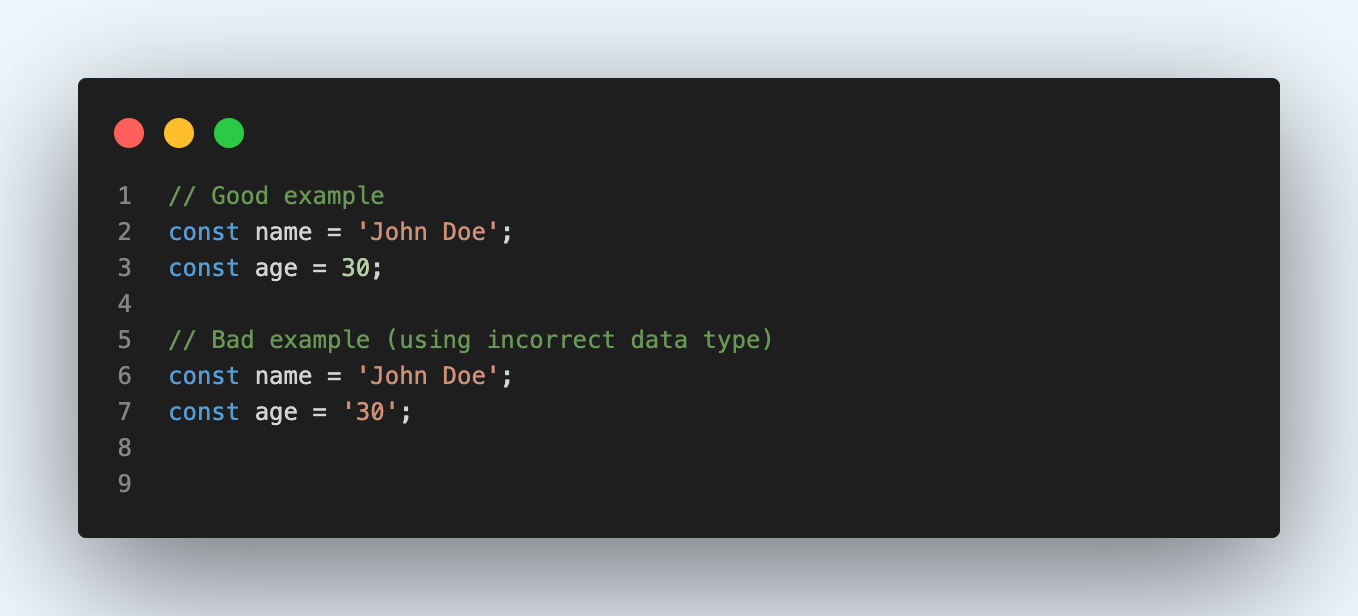 1 // Good example
2 const name = 'John Doe';
3 const age = 30;
4
5 // Bad example (using incorrect data type)
6 const name = 'John Doe';
7 const age = '30';
8
9